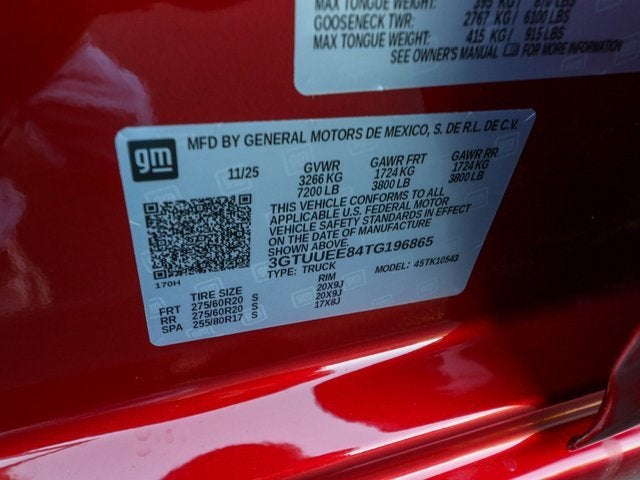 MAX TONGUE WEIGHT: 395 KG / 870 LBS
GOOSENECK TWR: 2767 KG / 6100 LBS
MAX TONGUE WEIGHT: 415 KG / 915 LBS
SEE OWNER'S MANUAL FOR MORE INFORMATION
gm
MFD BY GENERAL MOTORS DE MEXICO, S. DE R.L. DE C.V.
11/25 GVWR GAWR FRT GAWR RR
3266 KG 1724 KG 1724 KG
7200 LB 3800 LB 3800 LB
THIS VEHICLE CONFORMS TO ALL
APPLICABLE U.S. FEDERAL MOTOR
VEHICLE SAFETY STANDARDS IN EFFECT
ON THE DATE OF MANUFACTURE
SHOWN ABOVE.
3GTUUEE84TG196865
TYPE: TRUCK MODEL: 45TK10543
170H
TIRE SIZE RIM
FRT 275/60R20 S 20X9J
RR 275/60R20 S 20X9J
SPA 255/80R17 S 17X8J